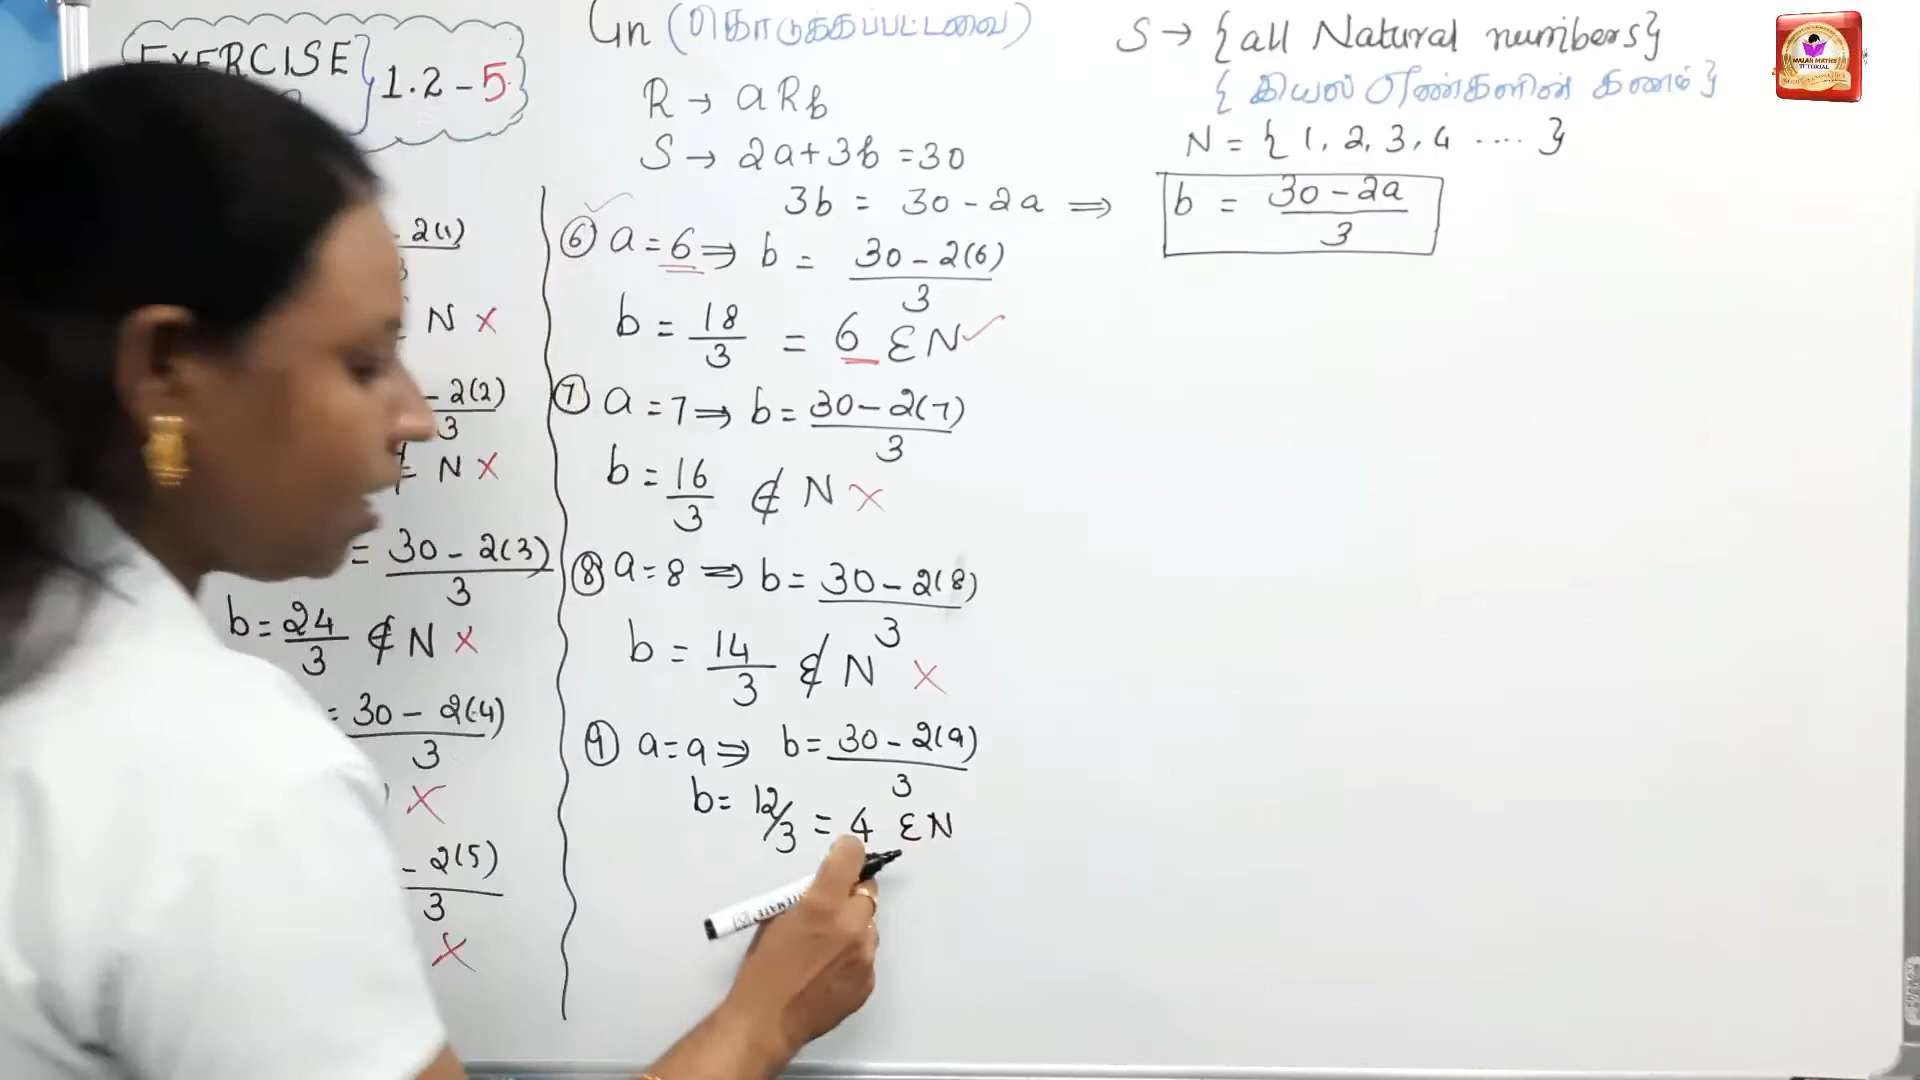 EXERCISE
1.2 - 5
Gn (கொடுக்கப்பட்டவை)
R → aRb
S → 2a+3b = 30
3b = 30 - 2a ⇒
S → {all Natural numbers}
{ இயல் எண்களின் கணம் }
N = { 1, 2, 3, 4 .... }
b = 30 - 2a / 3
MALAR MATHS
TUTORIAL
2(1)
3
N ×
- 2(2)
3
N ×
= 30 - 2(3)
3
b = 24/3 ∉ N ×
= 30 - 2(4)
3
×
- 2(5)
3
×
⑥ a = 6 ⇒ b = 30 - 2(6)
3
b = 18/3 = 6 ∈ N ✓
⑦ a = 7 ⇒ b = 30 - 2(7)
3
b = 16/3 ∉ N ×
⑧ a = 8 ⇒ b = 30 - 2(8)
3
b = 14/3 ∉ N ×
⑨ a = 9 ⇒ b = 30 - 2(9)
3
b = 12/3 = 4 ∈ N